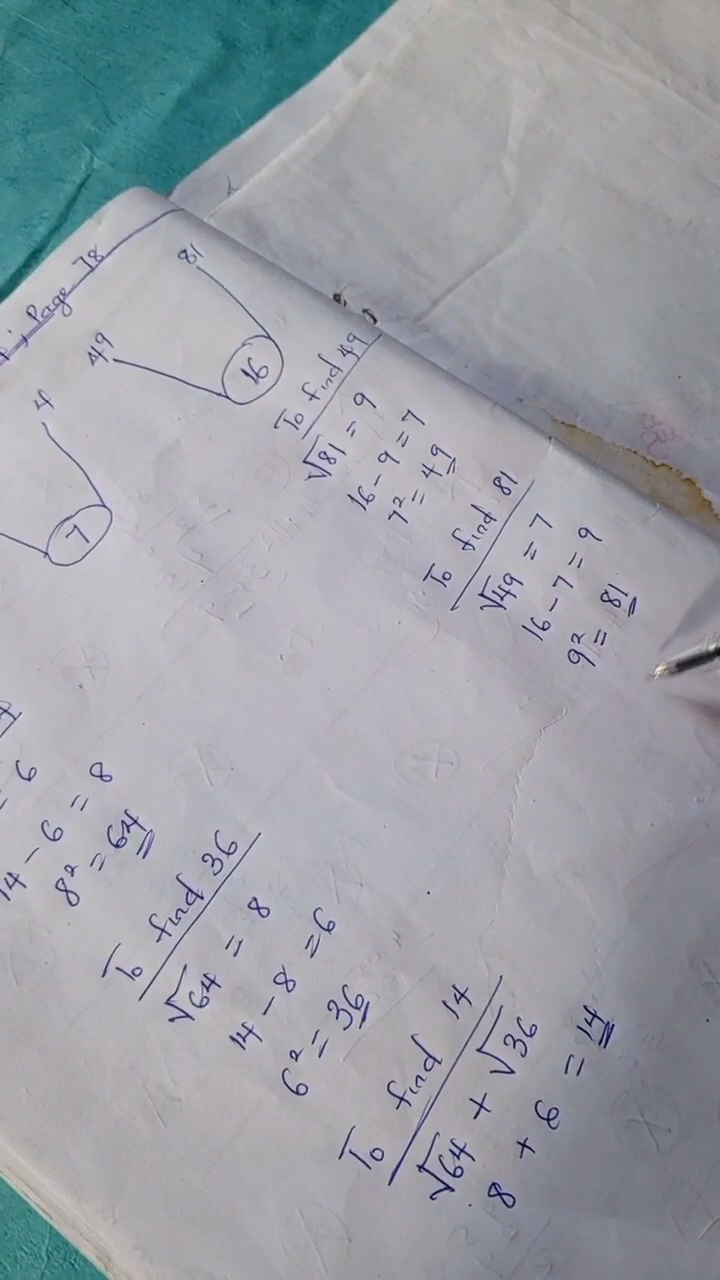 Page 78
4
7
49
81
16
To find 49
√81 = 9
16 - 9 = 7
7² = 49
To find 81
√49 = 7
16 - 7 = 9
9² = 81
= 6
14 - 6 = 8
8² = 64
To find 36
√64 = 8
14 - 8 = 6
6² = 36
To find 14
√64 + √36
8 + 6 = 14